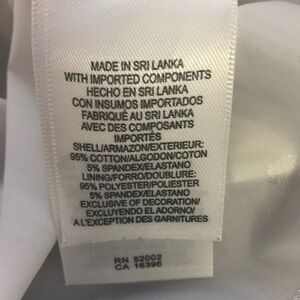 MADE IN SRI LANKA
WITH IMPORTED COMPONENTS
HECHO EN SRI LANKA
CON INSUMOS IMPORTADOS
FABRIQUÉ AU SRI LANKA
AVEC DES COMPOSANTS
IMPORTÉS
SHELL/ARMAZON/EXTERIEUR:
95% COTTON/ALGODON/COTON
5% SPANDEX/ELASTANO
LINING/FORRO/DOUBLURE:
95% POLYESTER/POLIESTER
5% SPANDEX/ELASTANO
EXCLUSIVE OF DECORATION/
EXCLUYENDO EL ADORNO/
A L'EXCEPTION DES GARNITURES
RN 52002
CA 16396